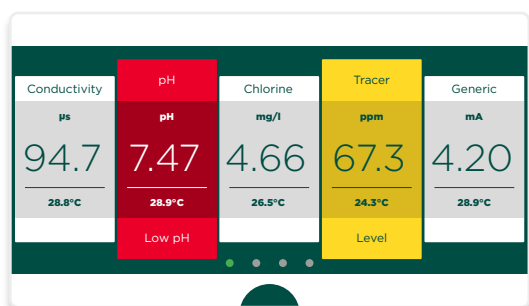 Conductivity
µs
94.7
28.8°C
pH
pH
7.47
28.9°C
Low pH
Chlorine
mg/l
4.66
26.5°C
Tracer
ppm
67.3
24.3°C
Level
Generic
mA
4.20
28.9°C